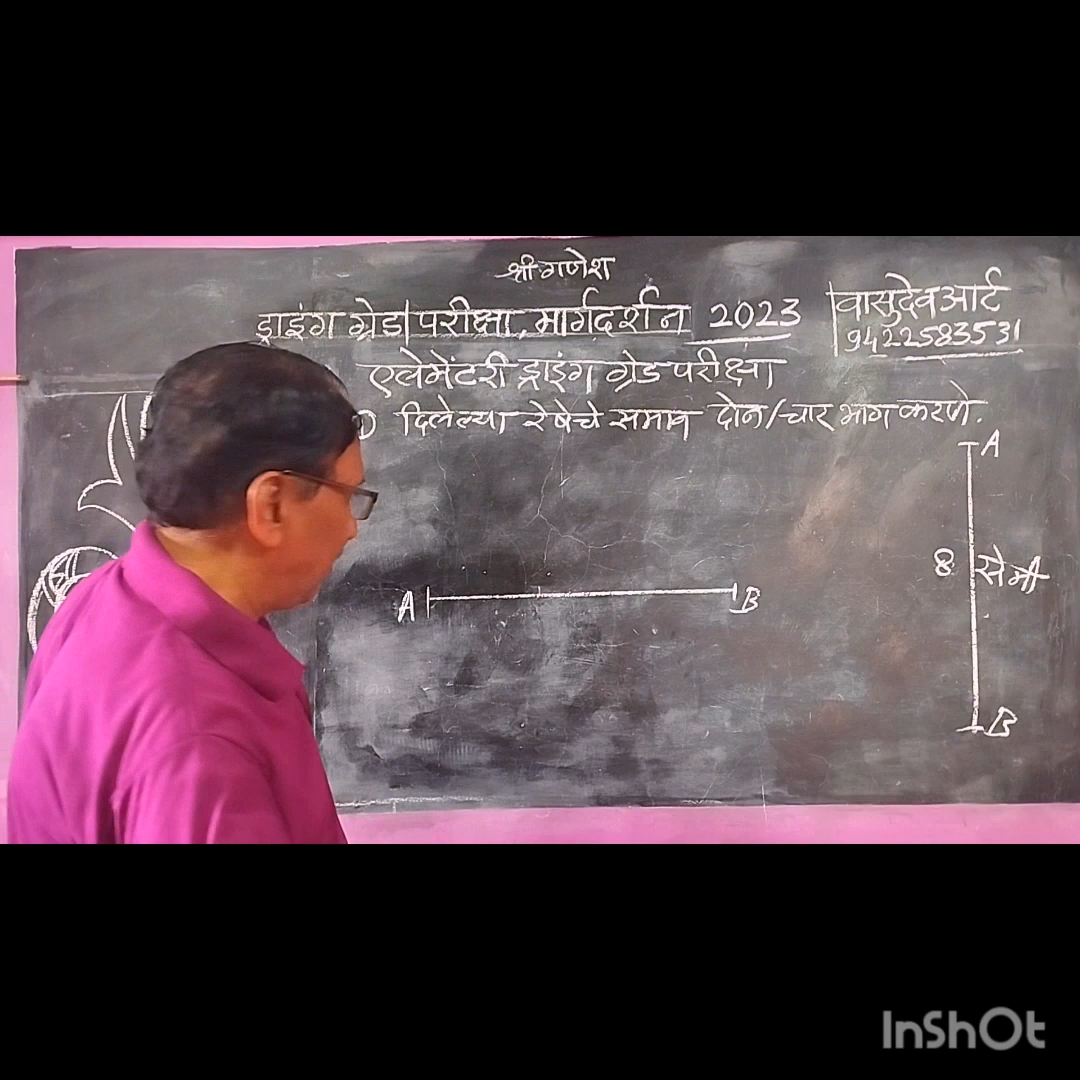 श्री गणेश
ड्राइंग ग्रेड परीक्षा. मार्गदर्शन 2023
वासुदेव आर्ट
9422583531
एलेमेंटरी ड्राइंग ग्रेड परीक्षा
दिलेल्या रेषेचे समान दोन/चार भाग करणे.
A
8 सेमी
A B
B
InShOt